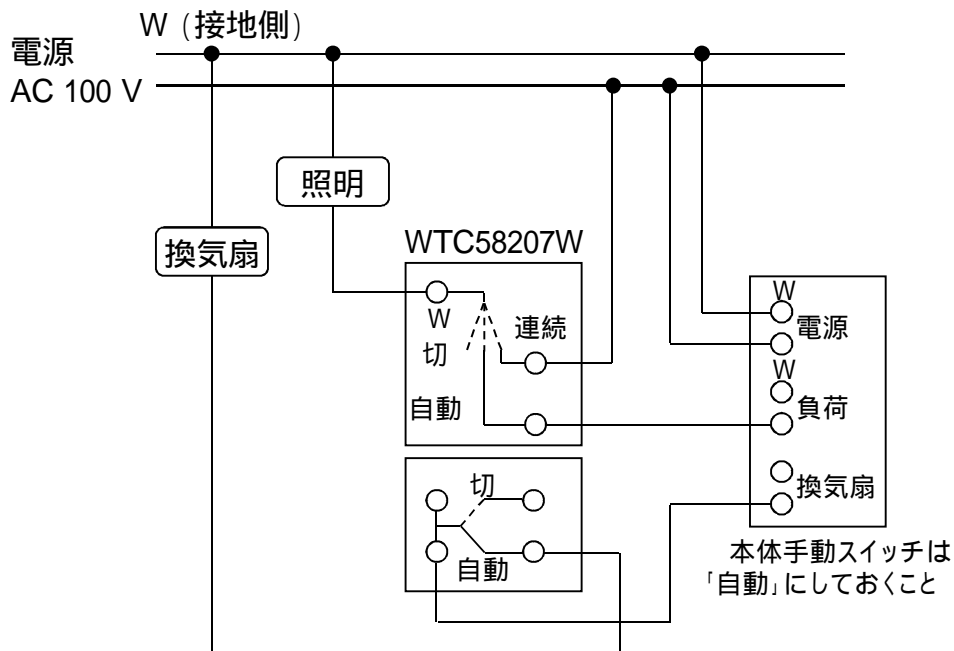 W (接地側)
電源
AC 100 V
照明
換気扇
WTC58207W
W
切
連続
自動
W
電源
W
負荷
換気扇
切
自動
本体手動スイッチは
「自動」にしておくこと